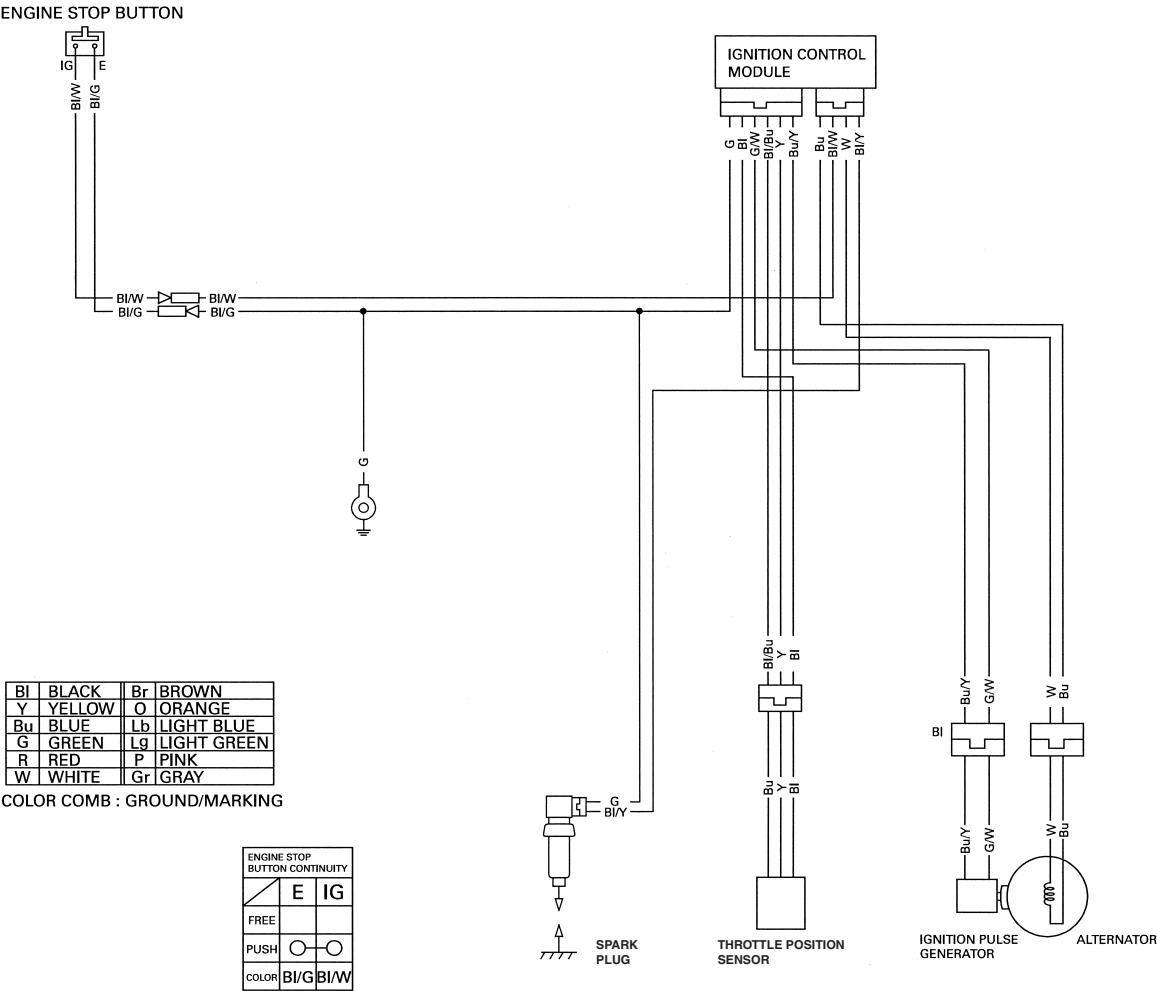 ENGINE STOP BUTTON
IG E
Bl/W Bl/G
IGNITION CONTROL
MODULE
G Bl G/W Bl/Bu Y Bu/Y Bu Bl/W W Bl/Y
Bl/W Bl/W
Bl/G Bl/G
G
Bl/Bu Y Bl
Bu/Y G/W W Bu
Bl
Bl BLACK Br BROWN
Y YELLOW O ORANGE
Bu BLUE Lb LIGHT BLUE
G GREEN Lg LIGHT GREEN
R RED P PINK
W WHITE Gr GRAY
COLOR COMB : GROUND/MARKING
Bu Y Bl
G
Bl/Y
Bu/Y G/W W Bu
ENGINE STOP
BUTTON CONTINUITY
E IG
FREE
PUSH
COLOR Bl/G Bl/W
SPARK
PLUG
THROTTLE POSITION
SENSOR
IGNITION PULSE
GENERATOR
ALTERNATOR